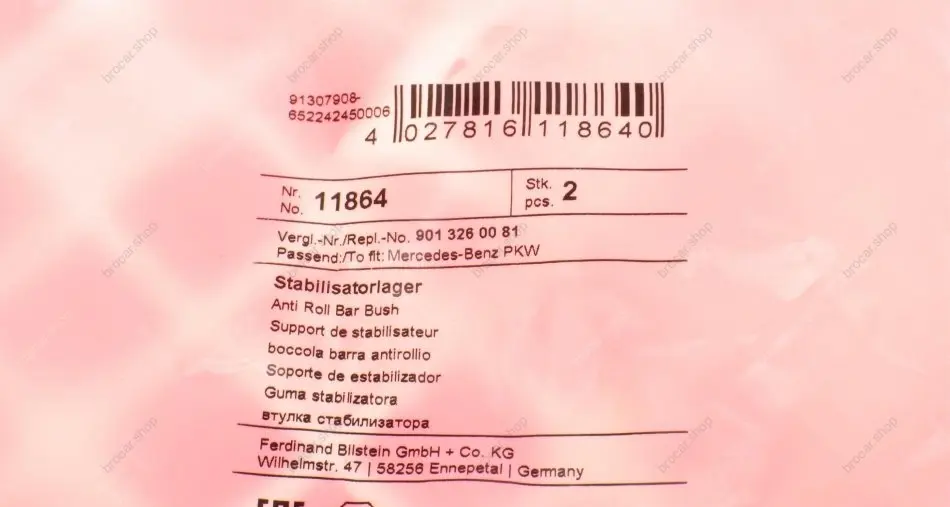 91307908-
652242450006
4 027816 118640
Nr.
No. 11864
Stk.
pcs. 2
Vergl.-Nr./Repl.-No. 901 326 00 81
Passend:/To fit: Mercedes-Benz PKW
Stabilisatorlager
Anti Roll Bar Bush
Support de stabilisateur
boccola barra antirollio
Soporte de estabilizador
Guma stabilizatora
втулка стабилизатора
Ferdinand Bilstein GmbH + Co. KG
Wilhelmstr. 47 | 58256 Ennepetal | Germany
brocar.shop